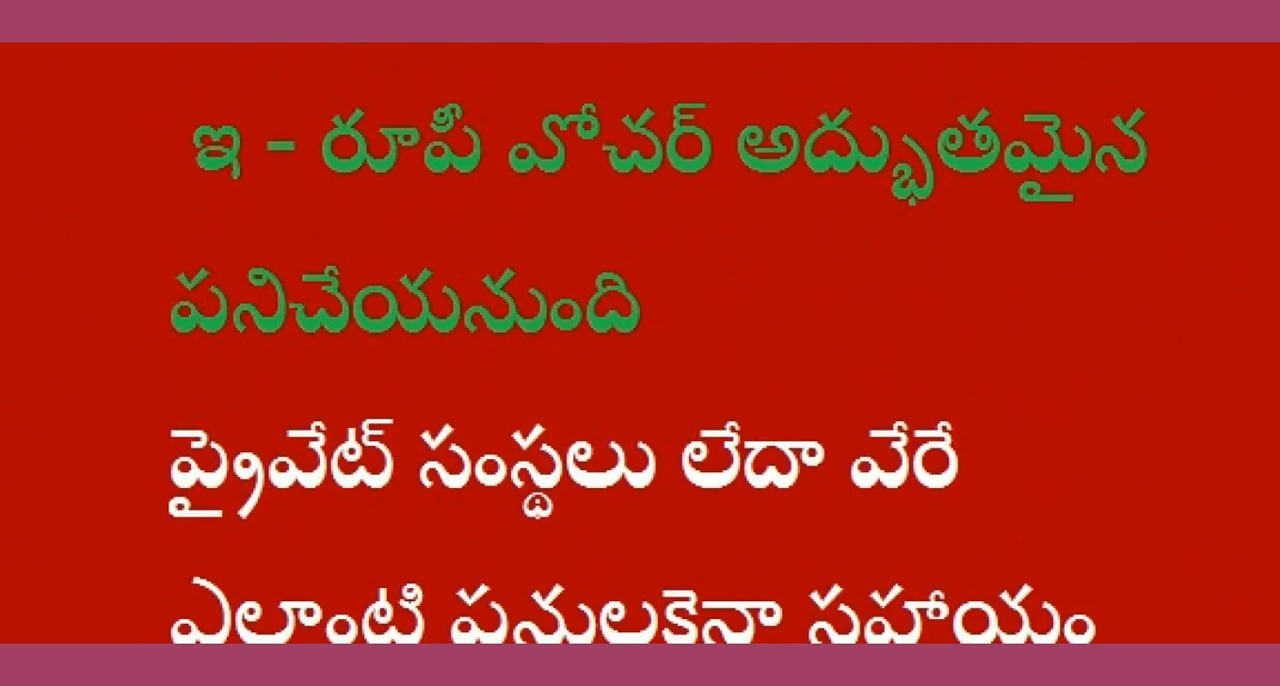 ఇ - రూపీ వోచర్ అద్భుతమైన
పనిచేయనుంది
ప్రైవేట్ సంస్థలు లేదా వేరే
ఎలాంటి పనులకైనా సహాయం